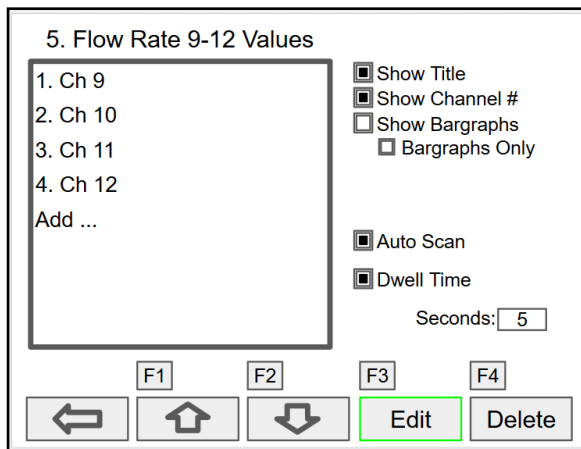 5. Flow Rate 9-12 Values
1. Ch 9
2. Ch 10
3. Ch 11
4. Ch 12
Add ...
Show Title
Show Channel #
Show Bargraphs
Bargraphs Only
Auto Scan
Dwell Time
Seconds: 5
F1 F2 F3 F4
Edit Delete